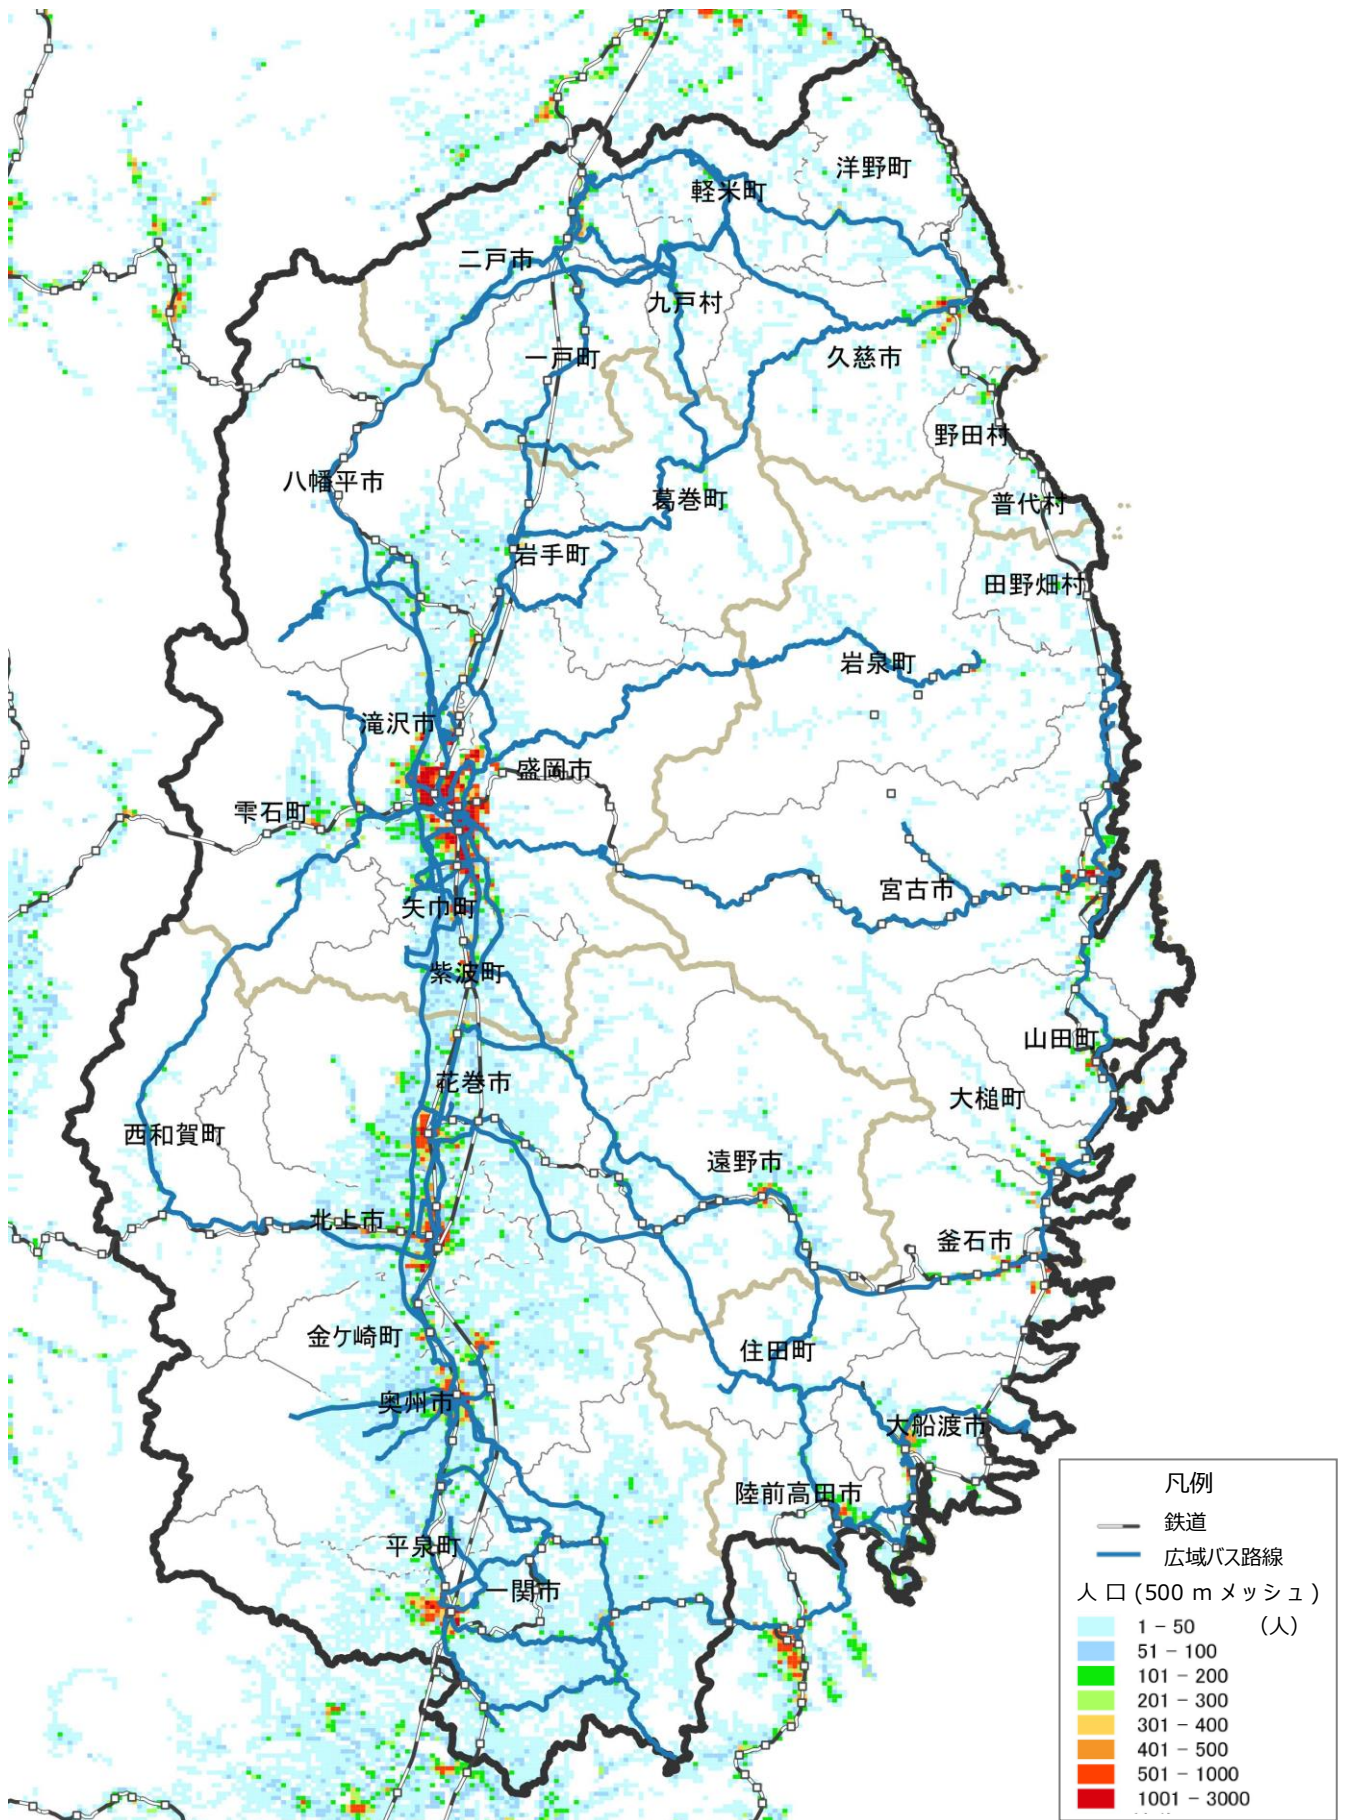 洋野町
軽米町
二戸市
九戸村
一戸町
久慈市
野田村
八幡平市
葛巻町
普代村
岩手町
田野畑村
岩泉町
滝沢市
盛岡市
雫石町
宮古市
矢巾町
紫波町
山田町
花巻市
大槌町
西和賀町
遠野市
北上市
釜石市
金ケ崎町
住田町
奥州市
大船渡市
陸前高田市
平泉町
一関市
凡例
鉄道
広域バス路線
人口(500 m メッシュ)
1 - 50 (人)
51 - 100
101 - 200
201 - 300
301 - 400
401 - 500
501 - 1000
1001 - 3000